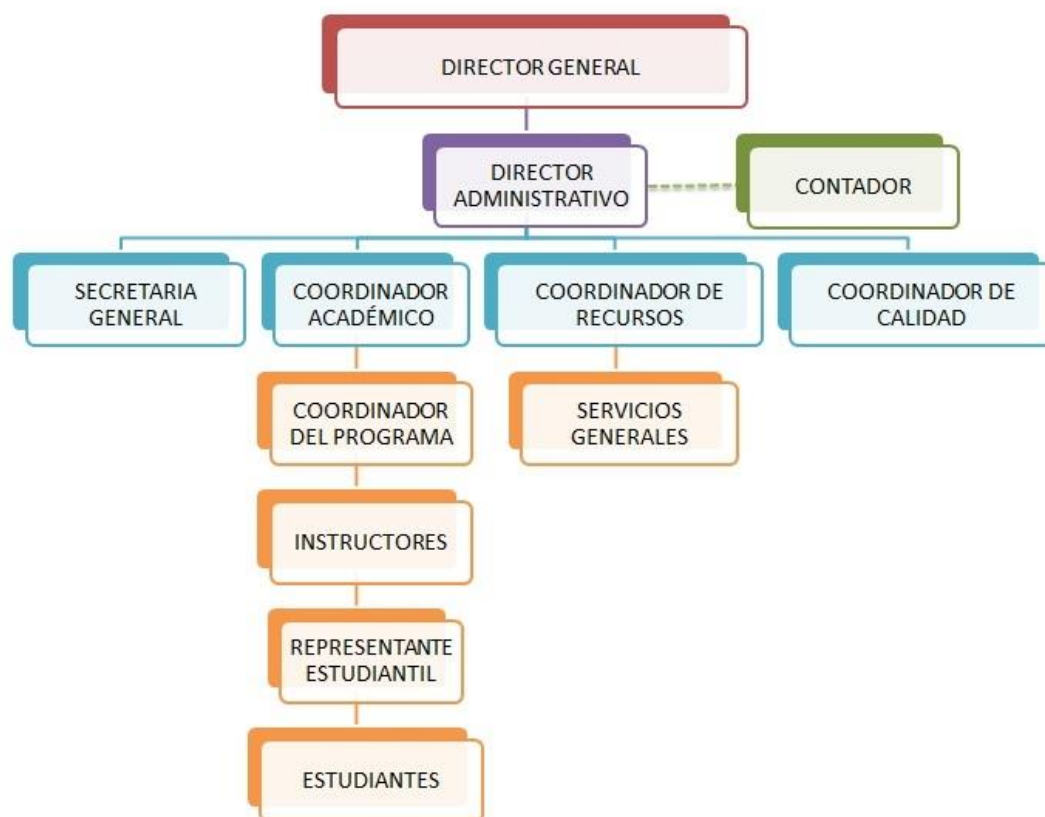 DIRECTOR GENERAL
DIRECTOR
ADMINISTRATIVO
CONTADOR
SECRETARIA
GENERAL
COORDINADOR
ACADÉMICO
COORDINADOR DE
RECURSOS
COORDINADOR DE
CALIDAD
COORDINADOR
DEL PROGRAMA
SERVICIOS
GENERALES
INSTRUCTORES
REPRESENTANTE
ESTUDIANTIL
ESTUDIANTES